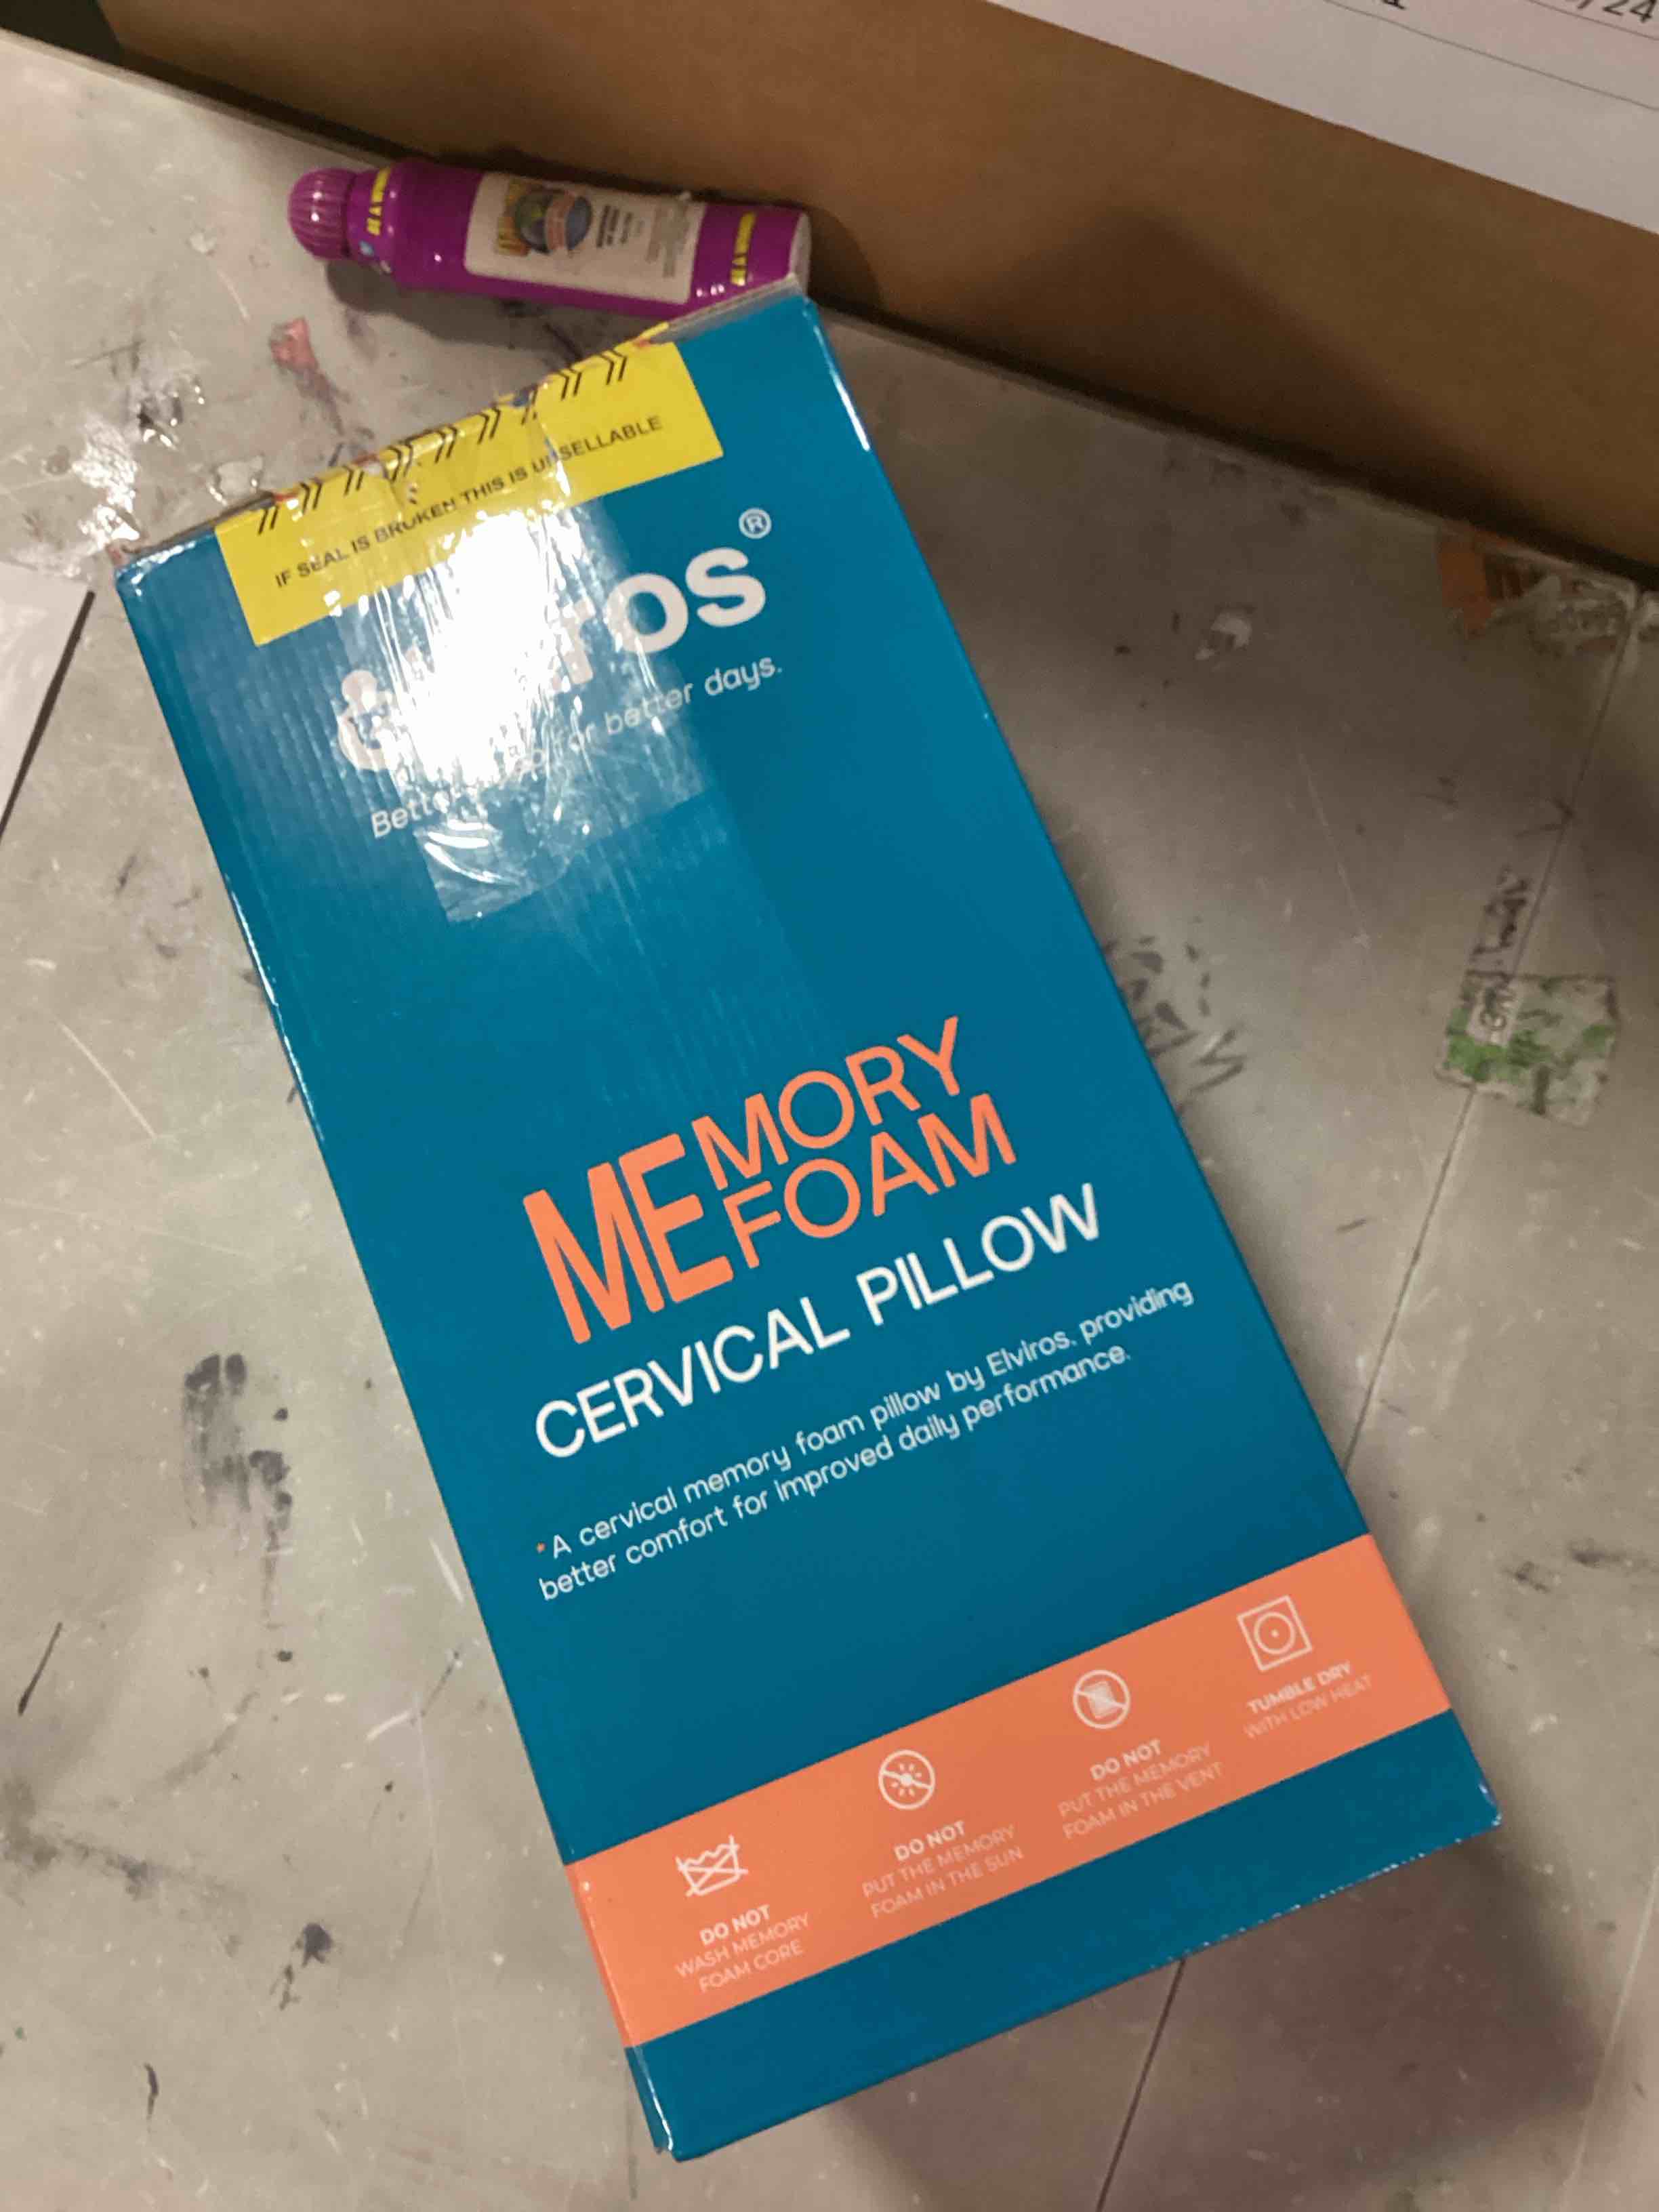 /24
IF SEAL IS BROKEN THIS IS UNSELLABLE
®
for better days.
MEMORY
FOAM
CERVICAL PILLOW
*A cervical memory foam pillow by Elviros. providing
better comfort for improved daily performance.
DO NOT
WASH MEMORY
FOAM CORE
DO NOT
PUT THE MEMORY
FOAM IN THE SUN
DO NOT
PUT THE MEMORY
FOAM IN THE VENT
TUMBLE DRY
WITH LOW HEAT